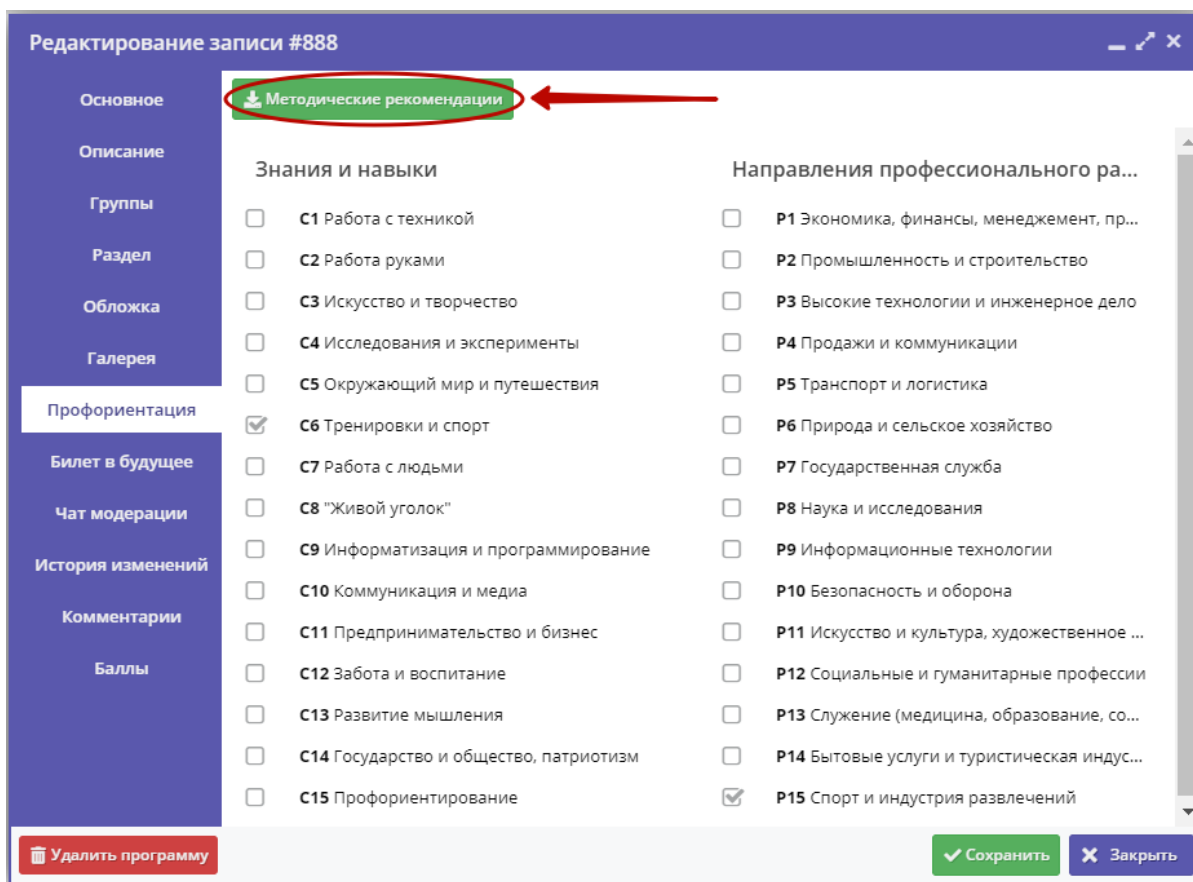 Редактирование записи #888
Основное
Описание
Группы
Раздел
Обложка
Галерея
Профориентация
Билет в будущее
Чат модерации
История изменений
Комментарии
Баллы
Методические рекомендации
Знания и навыки
C1 Работа с техникой
C2 Работа руками
C3 Искусство и творчество
C4 Исследования и эксперименты
C5 Окружающий мир и путешествия
C6 Тренировки и спорт
C7 Работа с людьми
C8 "Живой уголок"
C9 Информатизация и программирование
C10 Коммуникация и медиа
C11 Предпринимательство и бизнес
C12 Забота и воспитание
C13 Развитие мышления
C14 Государство и общество, патриотизм
C15 Профориентирование
Направления профессионального ра...
P1 Экономика, финансы, менеджемент, пр...
P2 Промышленность и строительство
P3 Высокие технологии и инженерное дело
P4 Продажи и коммуникации
P5 Транспорт и логистика
P6 Природа и сельское хозяйство
P7 Государственная служба
P8 Наука и исследования
P9 Информационные технологии
P10 Безопасность и оборона
P11 Искусство и культура, художественное ...
P12 Социальные и гуманитарные профессии
P13 Служение (медицина, образование, со...
P14 Бытовые услуги и туристическая индус...
P15 Спорт и индустрия развлечений
Удалить программу
Сохранить
Закрыть